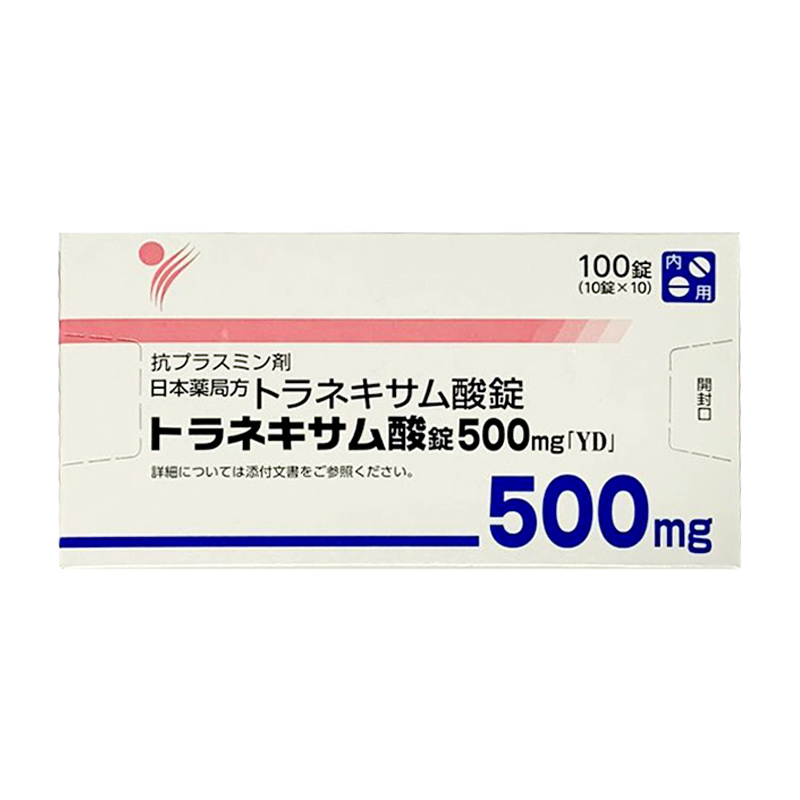 100錠
(10錠×10)
内
用
抗プラスミン剤
日本薬局方トラネキサム酸錠
トラネキサム酸錠500mg「YD」
詳細については添付文書をご参照ください。
開封口
500mg